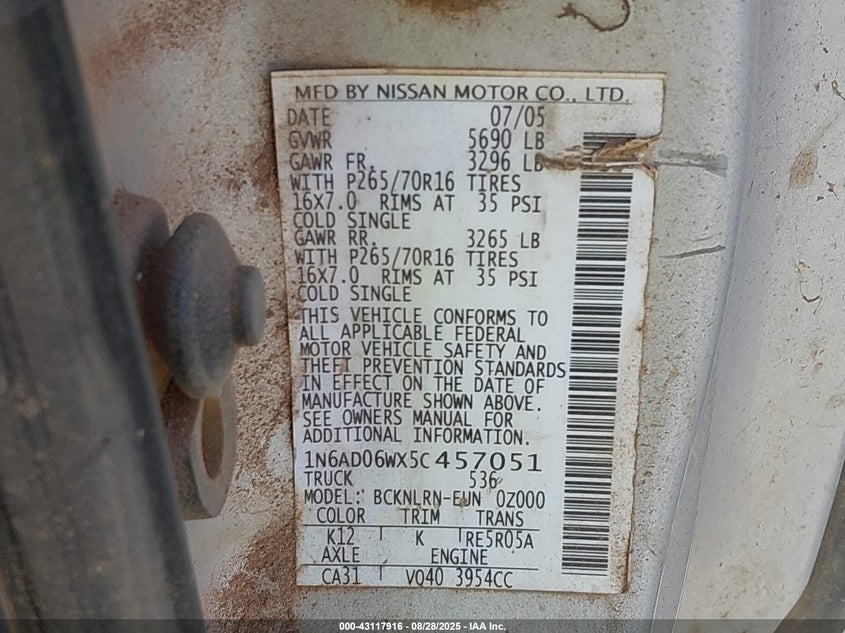 MFD BY NISSAN MOTOR CO., LTD.
DATE 07/05
GVWR 5690 LB
GAWR FR. 3296 LB
WITH P265/70R16 TIRES
16X7.0 RIMS AT 35 PSI
COLD SINGLE
GAWR RR. 3265 LB
WITH P265/70R16 TIRES
16X7.0 RIMS AT 35 PSI
COLD SINGLE
THIS VEHICLE CONFORMS TO
ALL APPLICABLE FEDERAL
MOTOR VEHICLE SAFETY AND
THEFT PREVENTION STANDARDS
IN EFFECT ON THE DATE OF
MANUFACTURE SHOWN ABOVE.
SEE OWNERS MANUAL FOR
ADDITIONAL INFORMATION.
1N6AD06WX5C457051
TRUCK 536
MODEL: BCKNLRN-EUN 0Z000
COLOR TRIM TRANS
K12 K RE5R05A
AXLE ENGINE
CA31 VQ40 3954CC
000-43117916 - 08/28/2025 - IAA Inc.